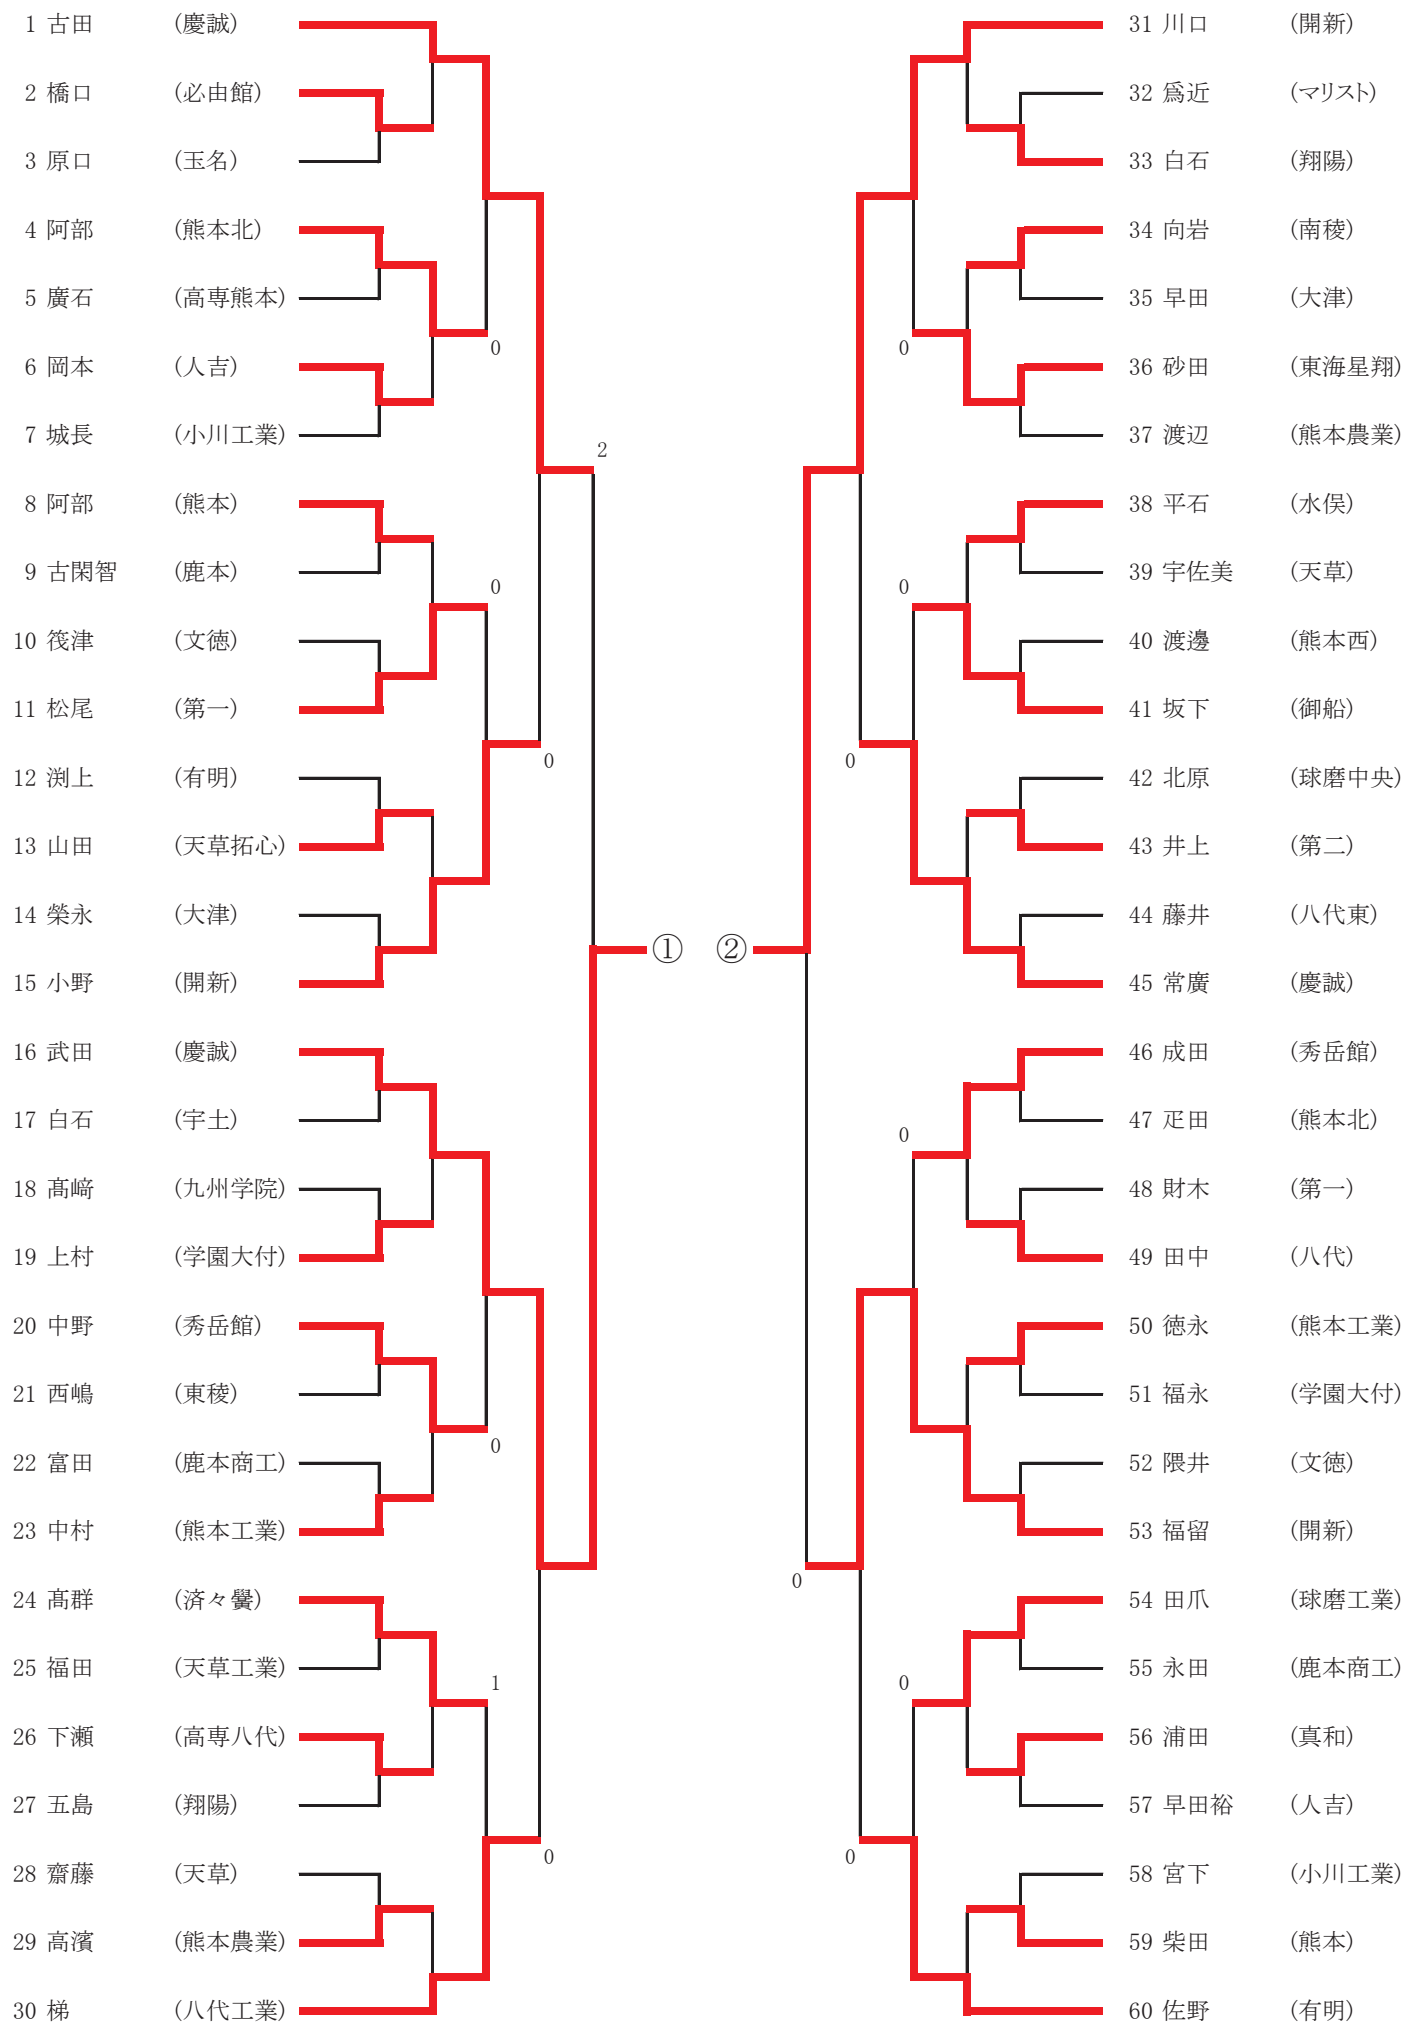 1 古田 (慶誠)
2 橋口 (必由館)
3 原口 (玉名)
4 阿部 (熊本北)
5 廣石 (高専熊本)
6 岡本 (人吉)
7 城長 (小川工業)
8 阿部 (熊本)
9 古閑智 (鹿本)
10 筏津 (文徳)
11 松尾 (第一)
12 渕上 (有明)
13 山田 (天草拓心)
14 榮永 (大津)
15 小野 (開新)
16 武田 (慶誠)
17 白石 (宇土)
18 髙﨑 (九州学院)
19 上村 (学園大付)
20 中野 (秀岳館)
21 西嶋 (東稜)
22 富田 (鹿本商工)
23 中村 (熊本工業)
24 髙群 (済々黌)
25 福田 (天草工業)
26 下瀬 (高専八代)
27 五島 (翔陽)
28 齋藤 (天草)
29 高濱 (熊本農業)
30 梯 (八代工業)
0
0
0
2
0
1
0
① ②
0
0
0
0
0
0
0
31 川口 (開新)
32 爲近 (マリスト)
33 白石 (翔陽)
34 向岩 (南稜)
35 早田 (大津)
36 砂田 (東海星翔)
37 渡辺 (熊本農業)
38 平石 (水俣)
39 宇佐美 (天草)
40 渡邊 (熊本西)
41 坂下 (御船)
42 北原 (球磨中央)
43 井上 (第二)
44 藤井 (八代東)
45 常廣 (慶誠)
46 成田 (秀岳館)
47 疋田 (熊本北)
48 財木 (第一)
49 田中 (八代)
50 徳永 (熊本工業)
51 福永 (学園大付)
52 隈井 (文徳)
53 福留 (開新)
54 田爪 (球磨工業)
55 永田 (鹿本商工)
56 浦田 (真和)
57 早田裕 (人吉)
58 宮下 (小川工業)
59 柴田 (熊本)
60 佐野 (有明)